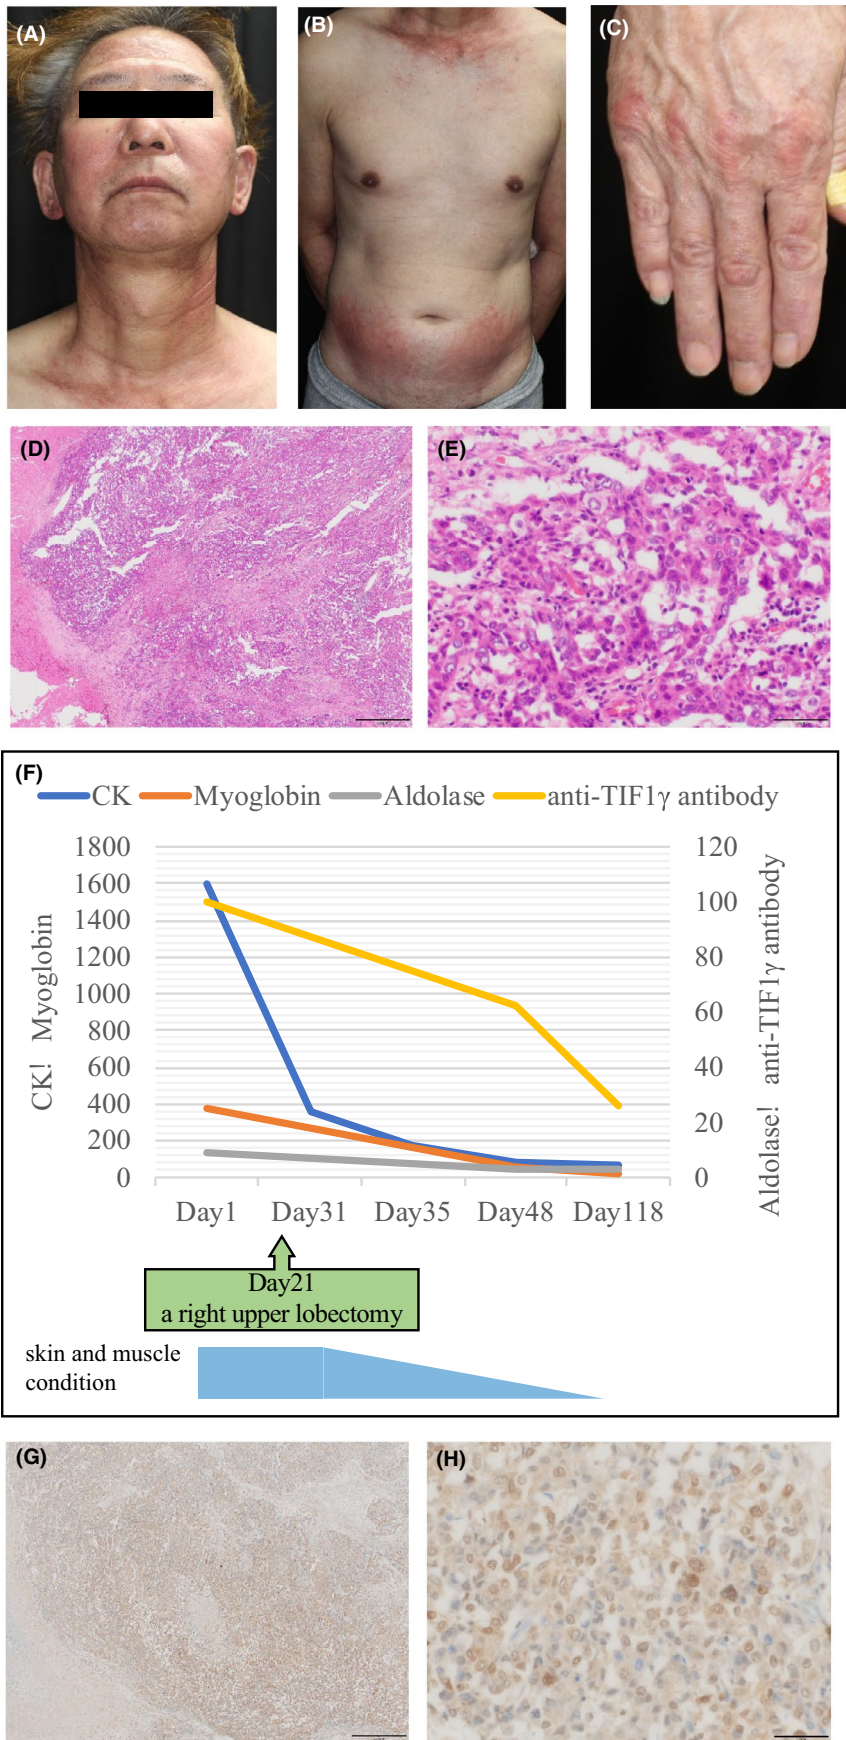 (A)
(B)
(C)
(D)
(E)
(F)
CK Myoglobin Aldolase anti-TIF1γ antibody
1800
1600
1400
1200
1000
800
600
400
200
0
CK! Myoglobin
120
100
80
60
40
20
0
Aldolase! anti-TIF1γ antibody
Day1 Day31 Day35 Day48 Day118
Day21
a right upper lobectomy
skin and muscle
condition
(G)
(H)